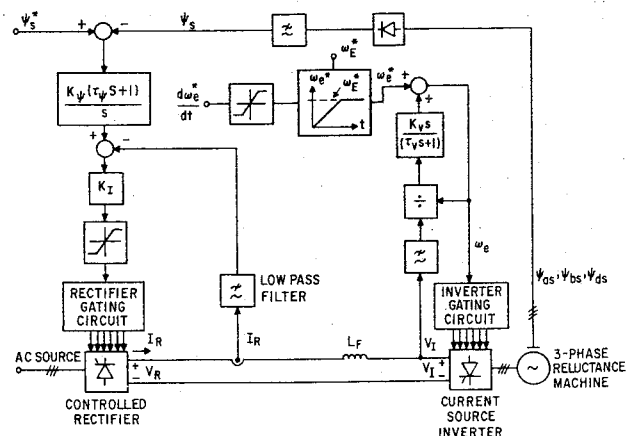 ψs*
+
−
ψs
≈
ωE*
Kψ(τψS+1)
s
dωe*
dt
ωe*
ωE*
t
ωe*
+
+
Kvs
(τvs+1)
+
−
KI
÷
≈
ωe
ψas, ψbs, ψds
RECTIFIER
GATING
CIRCUIT
≈
LOW PASS
FILTER
INVERTER
GATING
CIRCUIT
AC SOURCE
IR
IR
LF
VI
+
−
VR
VI
+
−
~
3-PHASE
RELUCTANCE
MACHINE
CONTROLLED
RECTIFIER
CURRENT
SOURCE
INVERTER